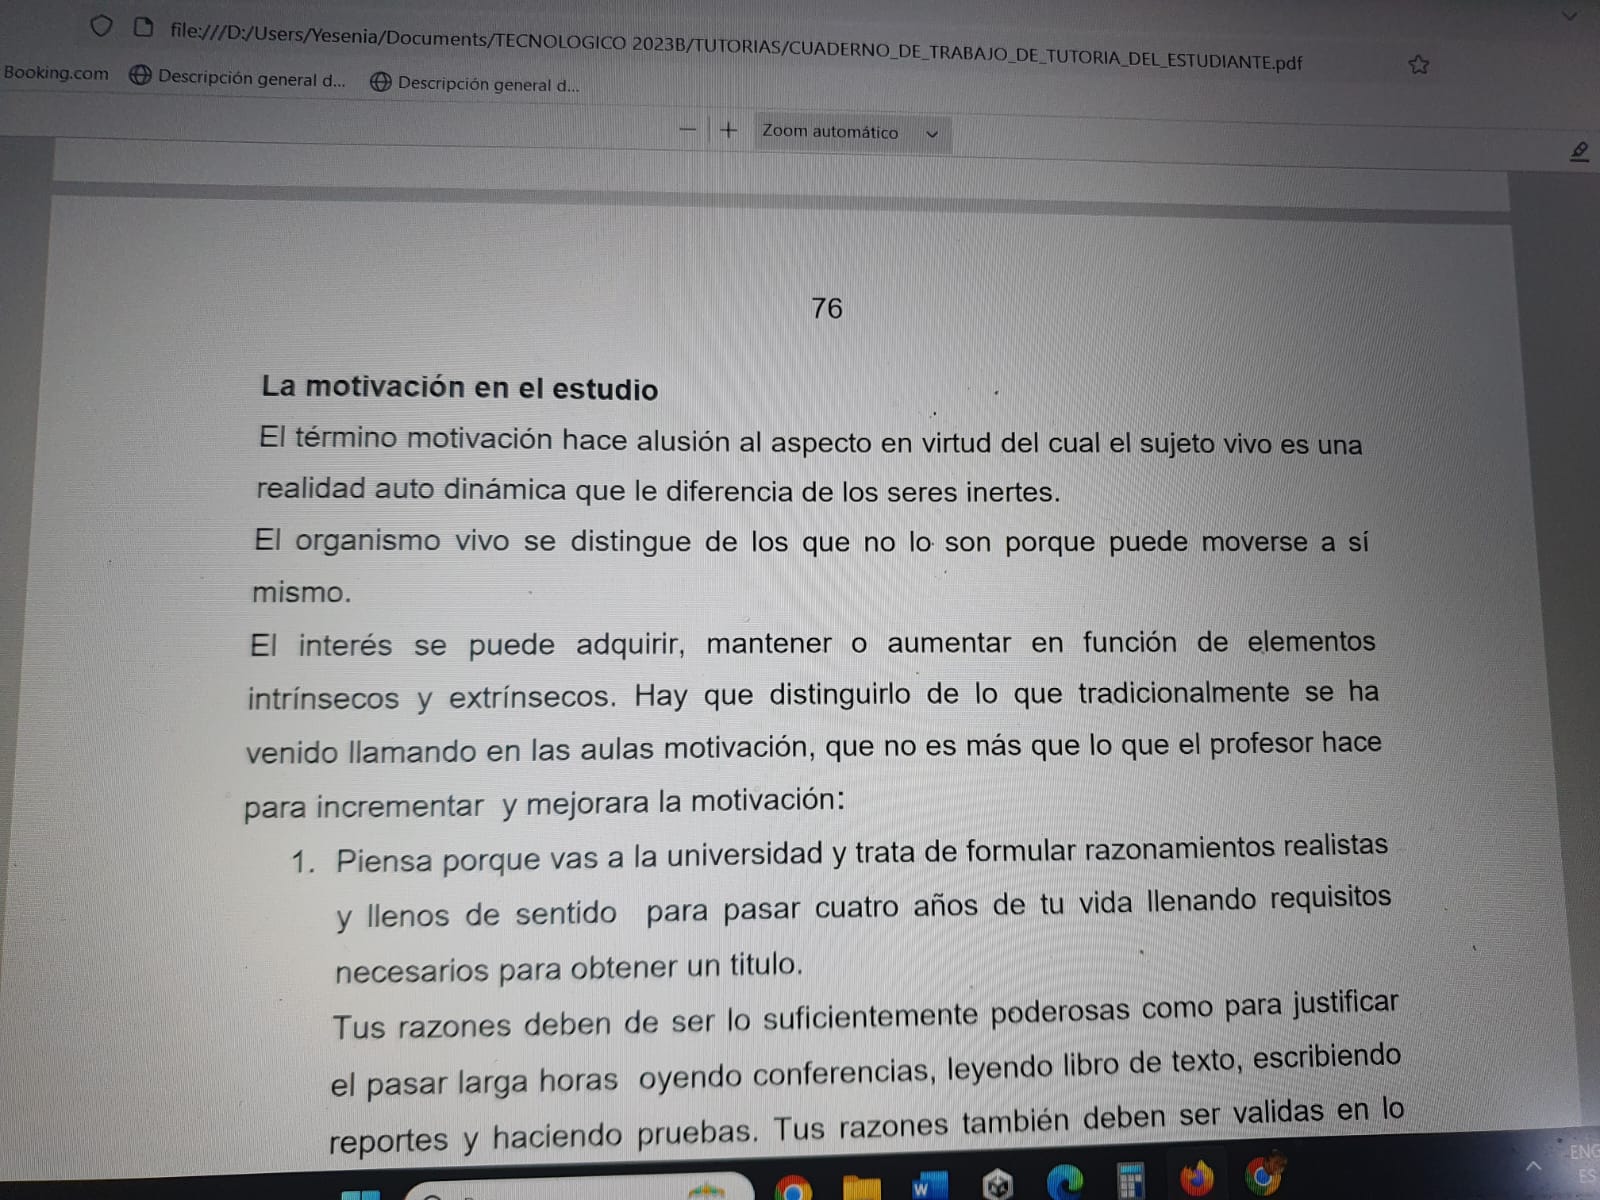 file:///D:/Users/Yesenia/Documents/TECNOLOGICO 2023B/TUTORIAS/CUADERNO_DE_TRABAJO_DE_TUTORIA_DEL_ESTUDIANTE.pdf
Booking.com Descripción general d... Descripción general d...
— + Zoom automático
76
La motivación en el estudio
El término motivación hace alusión al aspecto en virtud del cual el sujeto vivo es una
realidad auto dinámica que le diferencia de los seres inertes.
El organismo vivo se distingue de los que no lo son porque puede moverse a sí
mismo.
El interés se puede adquirir, mantener o aumentar en función de elementos
intrínsecos y extrínsecos. Hay que distinguirlo de lo que tradicionalmente se ha
venido llamando en las aulas motivación, que no es más que lo que el profesor hace
para incrementar y mejorara la motivación:
1. Piensa porque vas a la universidad y trata de formular razonamientos realistas
y llenos de sentido para pasar cuatro años de tu vida llenando requisitos
necesarios para obtener un titulo.
Tus razones deben de ser lo suficientemente poderosas como para justificar
el pasar larga horas oyendo conferencias, leyendo libro de texto, escribiendo
reportes y haciendo pruebas. Tus razones también deben ser validas en lo
ENG
ES